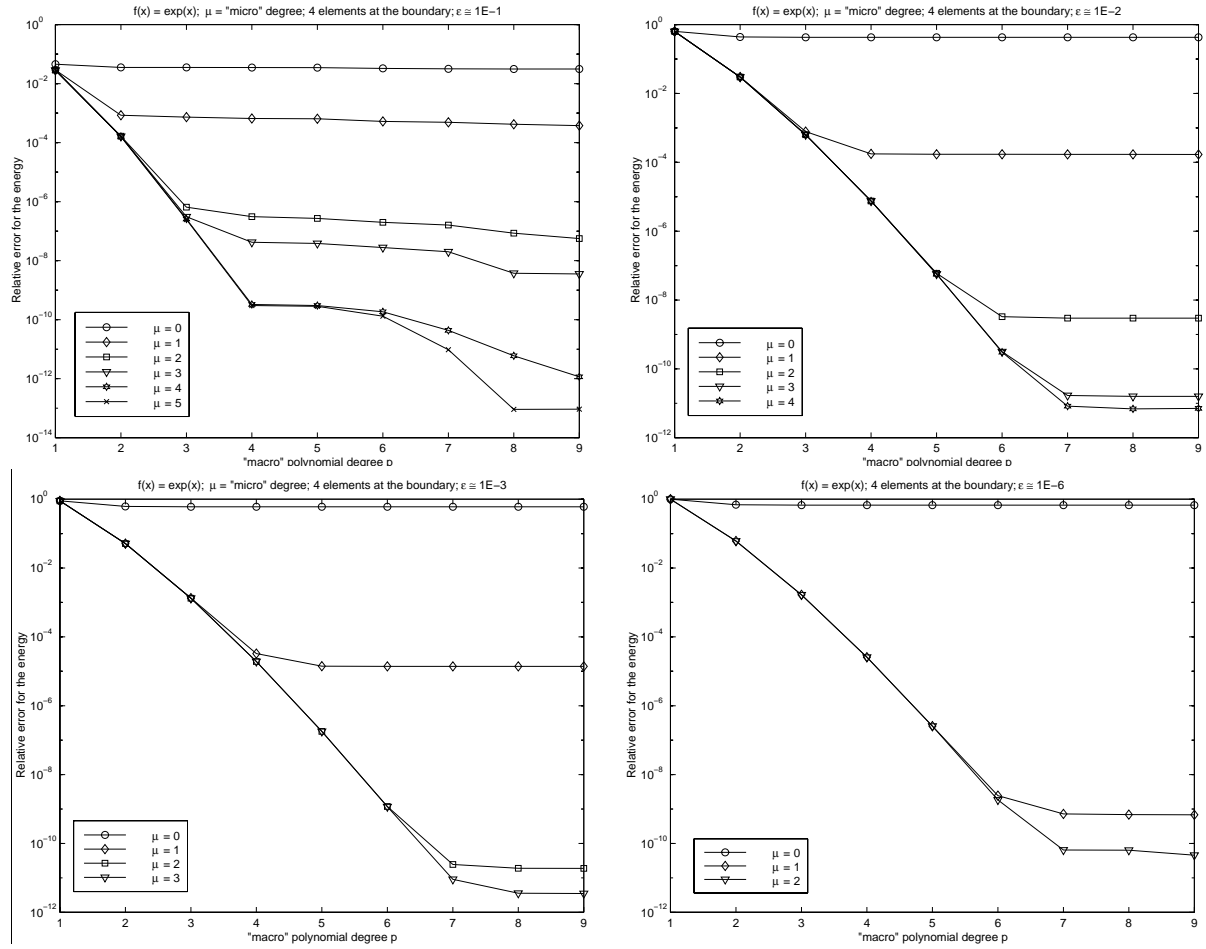 f(x) = exp(x); μ = "micro" degree; 4 elements at the boundary; ε ≅ 1E−1
10^0
10^−2
10^−4
10^−6
10^−8
10^−10
10^−12
10^−14
Relative error for the energy
μ = 0
μ = 1
μ = 2
μ = 3
μ = 4
μ = 5
1 2 3 4 5 6 7 8 9
"macro" polynomial degree p
f(x) = exp(x); μ = "micro" degree; 4 elements at the boundary; ε ≅ 1E−2
10^0
10^−2
10^−4
10^−6
10^−8
10^−10
10^−12
Relative error for the energy
μ = 0
μ = 1
μ = 2
μ = 3
μ = 4
1 2 3 4 5 6 7 8 9
"macro" polynomial degree p
f(x) = exp(x); μ = "micro" degree; 4 elements at the boundary; ε ≅ 1E−3
10^0
10^−2
10^−4
10^−6
10^−8
10^−10
10^−12
Relative error for the energy
μ = 0
μ = 1
μ = 2
μ = 3
1 2 3 4 5 6 7 8 9
"macro" polynomial degree p
f(x) = exp(x); 4 elements at the boundary; ε ≅ 1E−6
10^0
10^−2
10^−4
10^−6
10^−8
10^−10
10^−12
Relative error for the energy
μ = 0
μ = 1
μ = 2
1 2 3 4 5 6 7 8 9
"macro" polynomial degree p